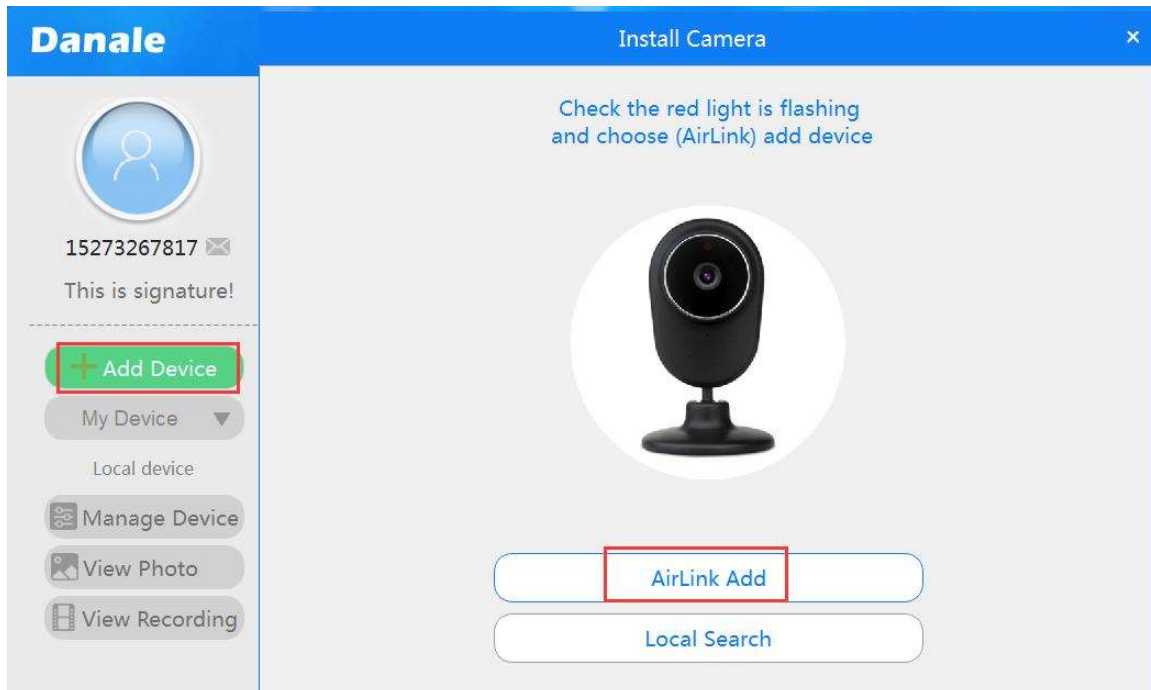 Danale
Install Camera
×
Check the red light is flashing
and choose (AirLink) add device
15273267817
This is signature!
Add Device
My Device
Local device
Manage Device
View Photo
View Recording
AirLink Add
Local Search